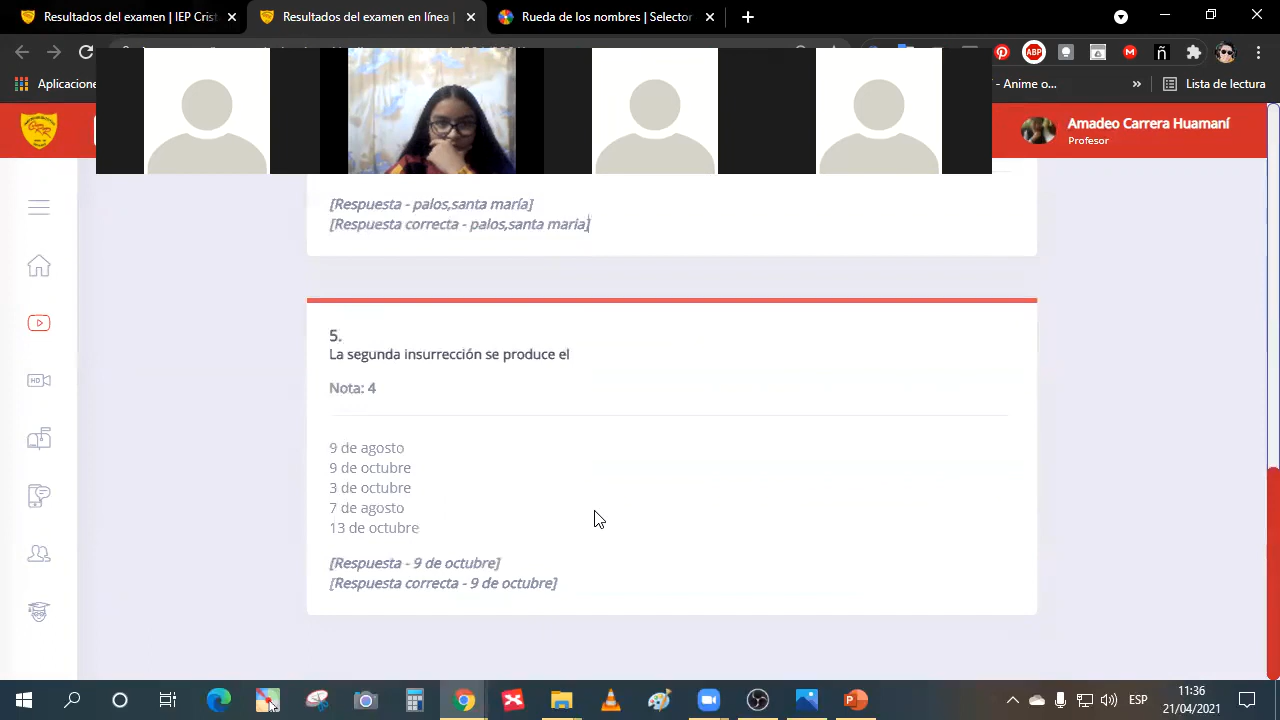 Resultados del examen | IEP Crist
Resultados del examen en línea |
Rueda de los nombres | Selector
Aplicacione
- Anime o...
»
Lista de lectura
Amadeo Carrera Huamaní
Profesor
[Respuesta - palos,santa maría]
[Respuesta correcta - palos,santa maria]
5.
La segunda insurrección se produce el
Nota: 4
9 de agosto
9 de octubre
3 de octubre
7 de agosto
13 de octubre
[Respuesta - 9 de octubre]
[Respuesta correcta - 9 de octubre]
ESP
11:36
21/04/2021